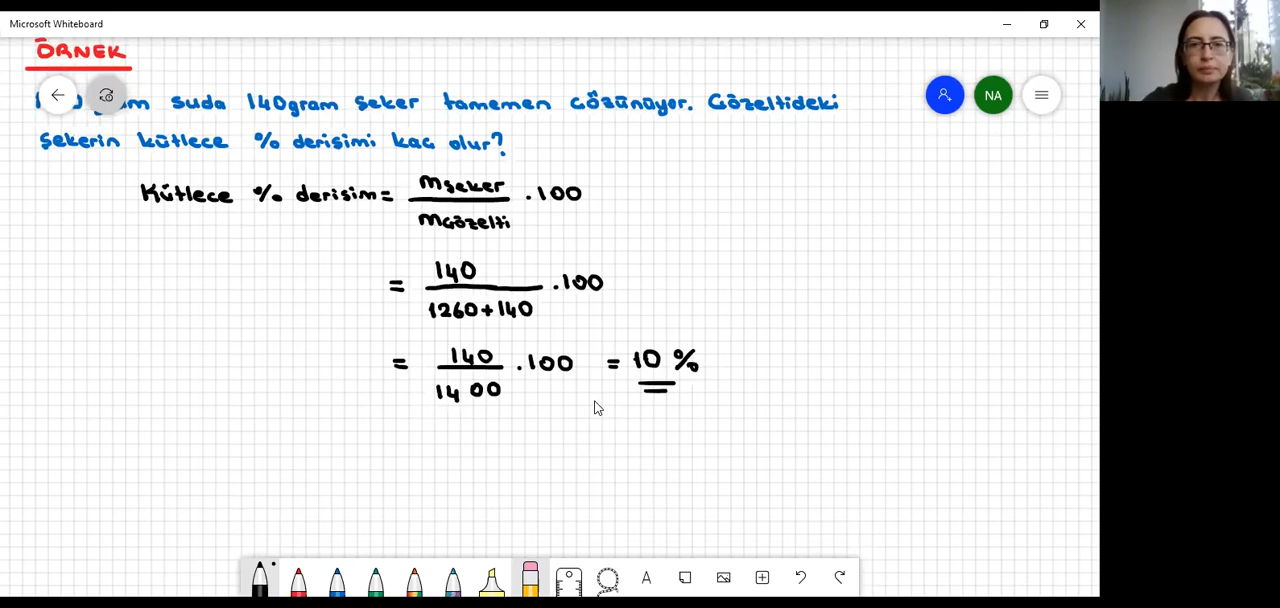 Microsoft Whiteboard
ÖRNEK
suda 140gram şeker tamamen çözünüyor. Çözeltideki
NA
şekerin kütlece % derişimi kaç olur?
Kütlece % derişim= mşeker / mçözelti .100
= 140 / 1260+140 .100
= 140 / 1400 .100 = 10 %
A